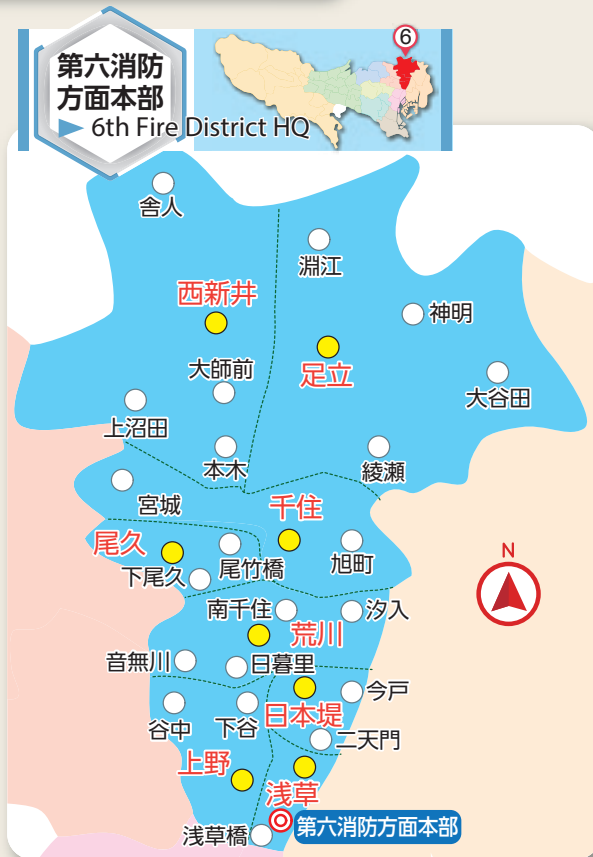 第六消防
方面本部
6th Fire District HQ
6
舎人
淵江
西新井
神明
足立
大師前
大谷田
上沼田
本木
綾瀬
宮城
千住
尾久
尾竹橋
旭町
下尾久
南千住
汐入
荒川
音無川
日暮里
今戸
谷中
下谷
日本堤
二天門
上野
浅草
浅草橋
第六消防方面本部
N